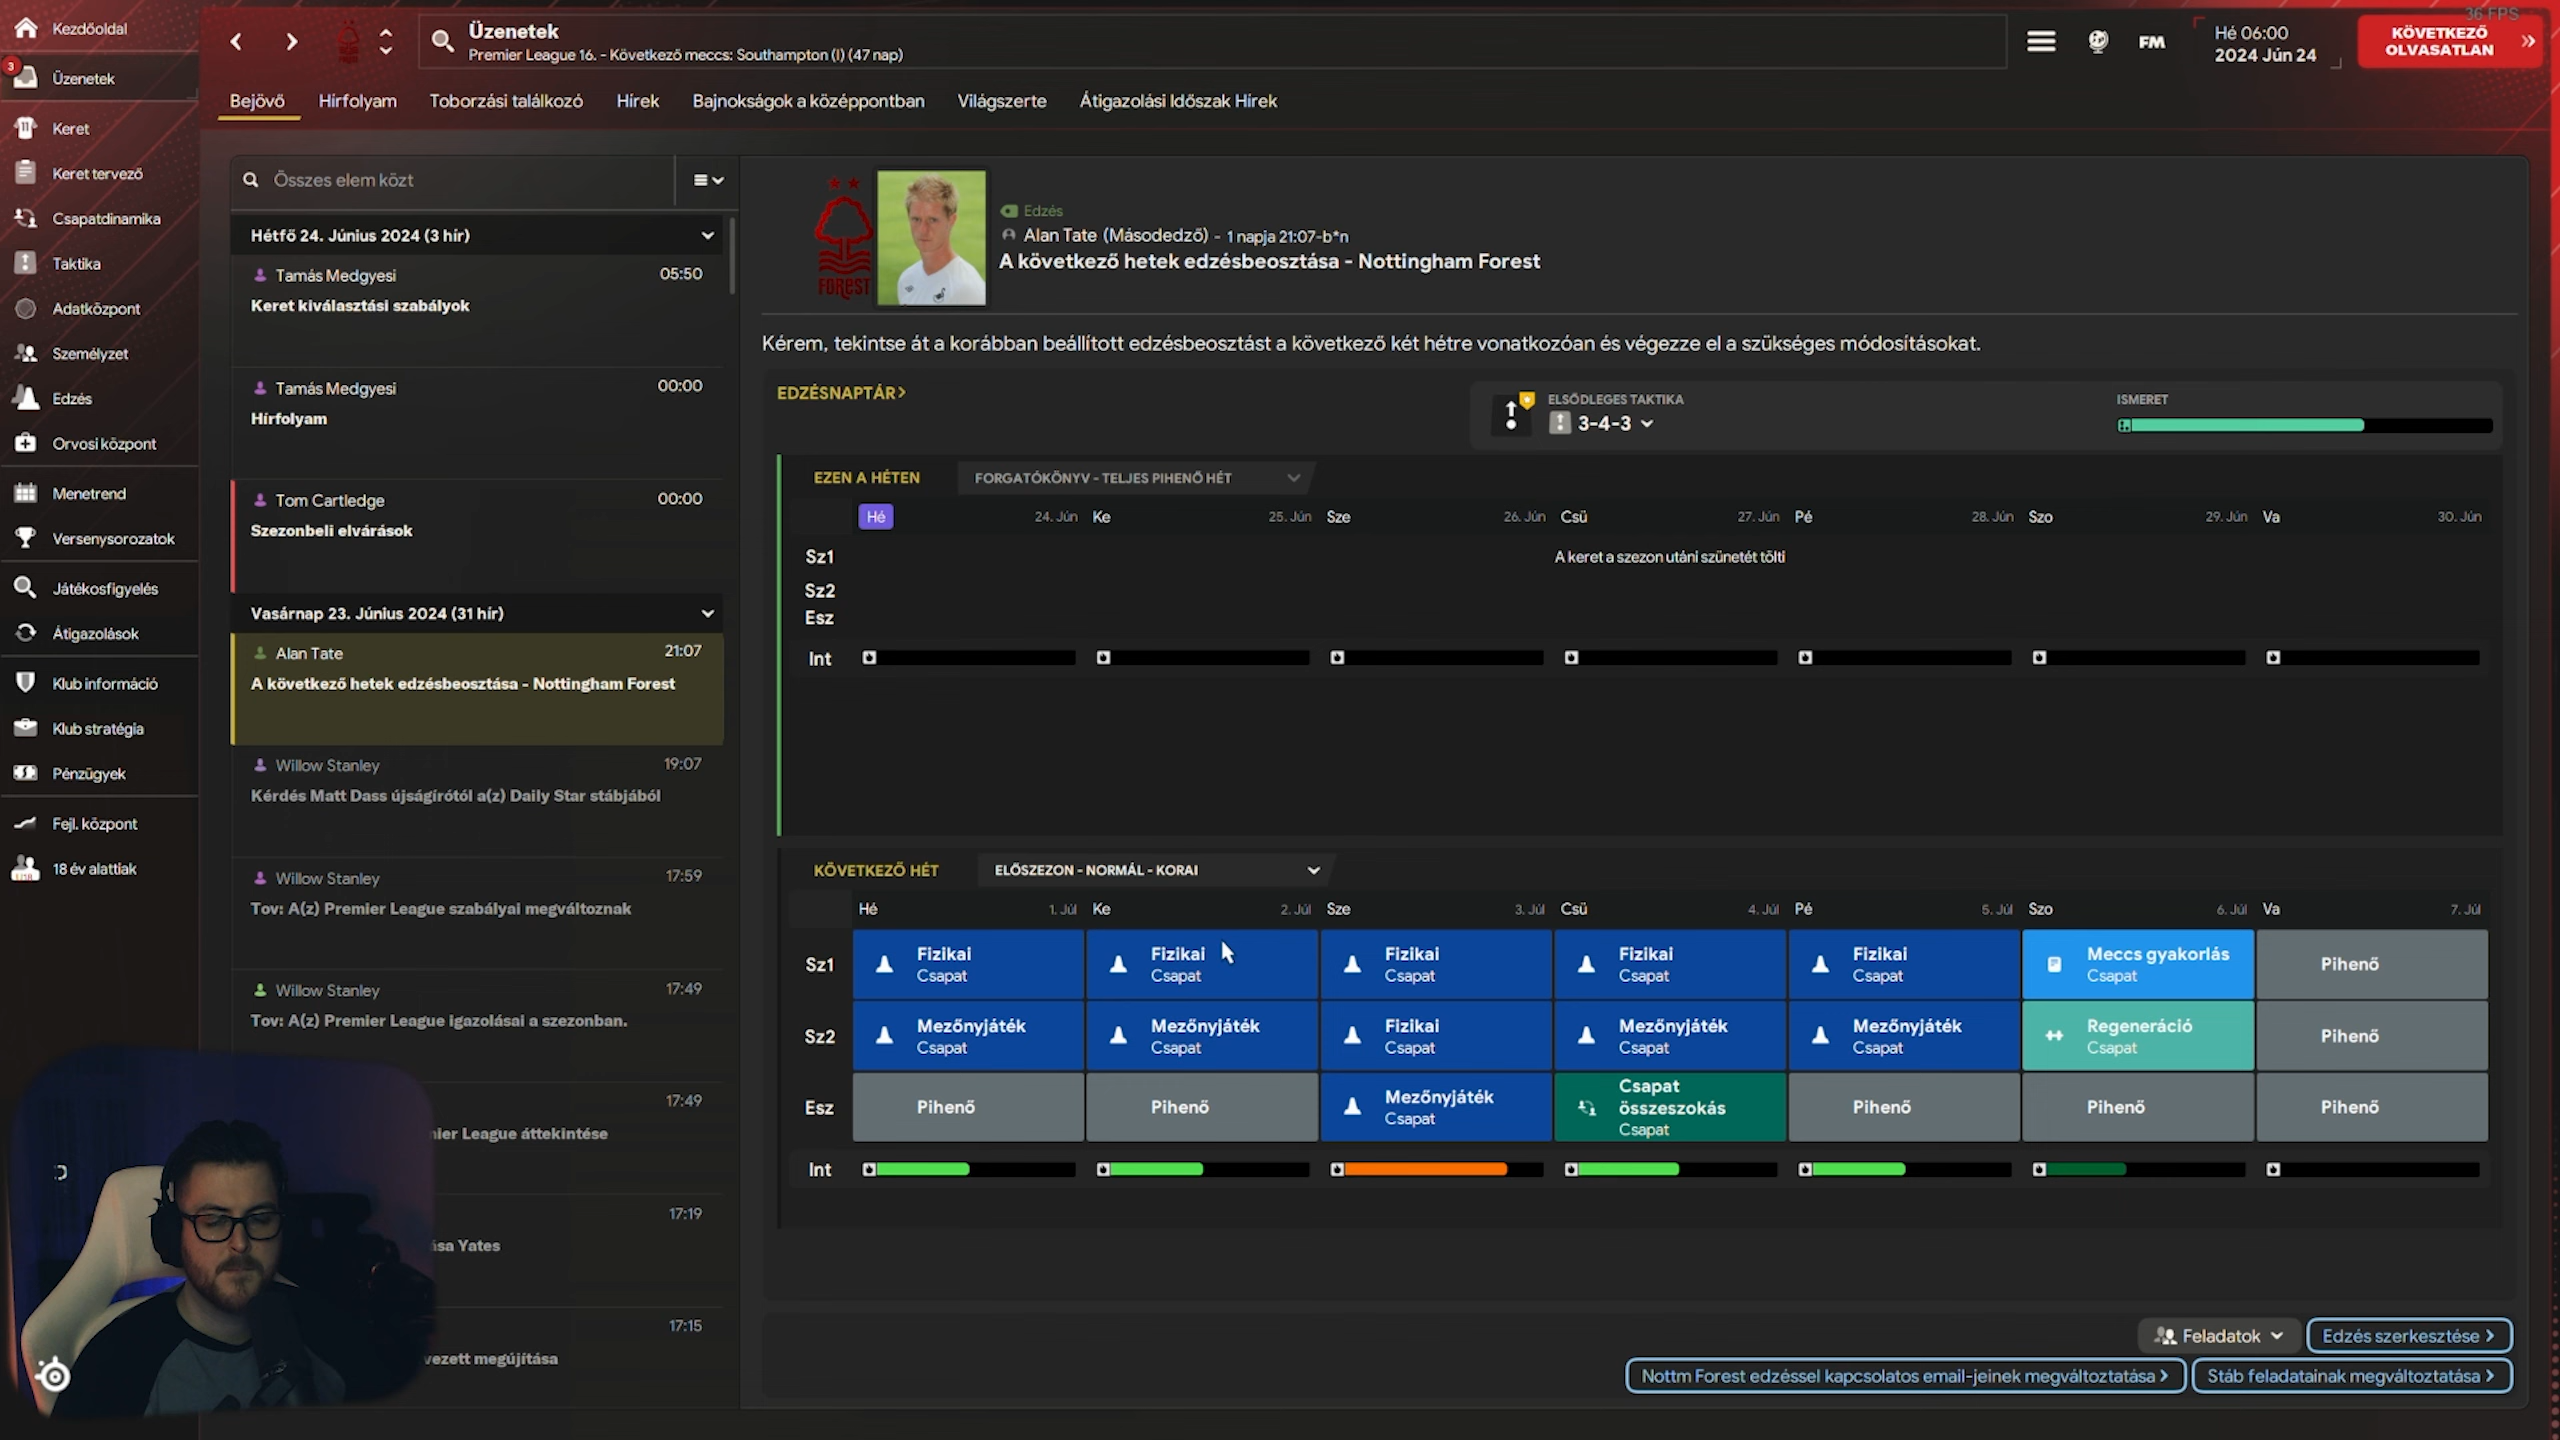 36 FPS
Kezdőoldal
3
Üzenetek
Keret
Keret tervező
Csapatdinamika
Taktika
Adatközpont
Személyzet
Edzés
Orvosi központ
Menetrend
Versenysorozatok
Játékosfigyelés
Átigazolások
Klub információ
Klub stratégia
Pénzügyek
Fejl. központ
18 év alattiak
Üzenetek
Premier League 16. - Következő meccs: Southampton (I) (47 nap)
FM
Hé 06:00
2024 Jún 24
KÖVETKEZŐ
OLVASATLAN
Bejövő Hírfolyam Toborzási találkozó Hírek Bajnokságok a középpontban Világszerte Átigazolási Időszak Hírek
Összes elem közt
Hétfő 24. Június 2024 (3 hír)
Tamás Medgyesi 05:50
Keret kiválasztási szabályok
Tamás Medgyesi 00:00
Hírfolyam
Tom Cartledge 00:00
Szezonbeli elvárások
Vasárnap 23. Június 2024 (31 hír)
Alan Tate 21:07
A következő hetek edzésbeosztása - Nottingham Forest
Willow Stanley 19:07
Kérdés Matt Dass újságírótól a(z) Daily Star stábjából
Willow Stanley 17:59
Tov: A(z) Premier League szabályai megváltoznak
Willow Stanley 17:49
Tov: A(z) Premier League igazolásai a szezonban.
17:49
nier League áttekintése
17:19
ása Yates
17:15
vezett megújítása
FOREST
Edzés
Alan Tate (Másodedző) - 1 napja 21:07-b*n
A következő hetek edzésbeosztása - Nottingham Forest
Kérem, tekintse át a korábban beállított edzésbeosztást a következő két hétre vonatkozóan és végezze el a szükséges módosításokat.
EDZÉSNAPTÁR
ELSŐDLEGES TAKTIKA
3-4-3
ISMERET
EZEN A HÉTEN FORGATÓKÖNYV - TELJES PIHENŐ HÉT
Hé 24. Jún Ke 25. Jún Sze 26. Jún Csü 27. Jún Pé 28. Jún Szo 29. Jún Va 30. Jún
Sz1 A keret a szezon utáni szünetét tölti
Sz2
Esz
Int
KÖVETKEZŐ HÉT ELŐSZEZON - NORMÁL - KORAI
Hé 1. Júl Ke 2. Júl Sze 3. Júl Csü 4. Júl Pé 5. Júl Szo 6. Júl Va 7. Júl
Sz1 Fizikai Fizikai Fizikai Fizikai Fizikai Meccs gyakorlás Pihenő
Csapat Csapat Csapat Csapat Csapat Csapat
Sz2 Mezőnyjáték Mezőnyjáték Fizikai Mezőnyjáték Mezőnyjáték Regeneráció Pihenő
Csapat Csapat Csapat Csapat Csapat Csapat
Esz Pihenő Pihenő Mezőnyjáték Csapat összeszokás Pihenő Pihenő Pihenő
Csapat Csapat
Int
Feladatok Edzés szerkesztése
Nottm Forest edzéssel kapcsolatos email-jeinek megváltoztatása Stáb feladatainak megváltoztatása